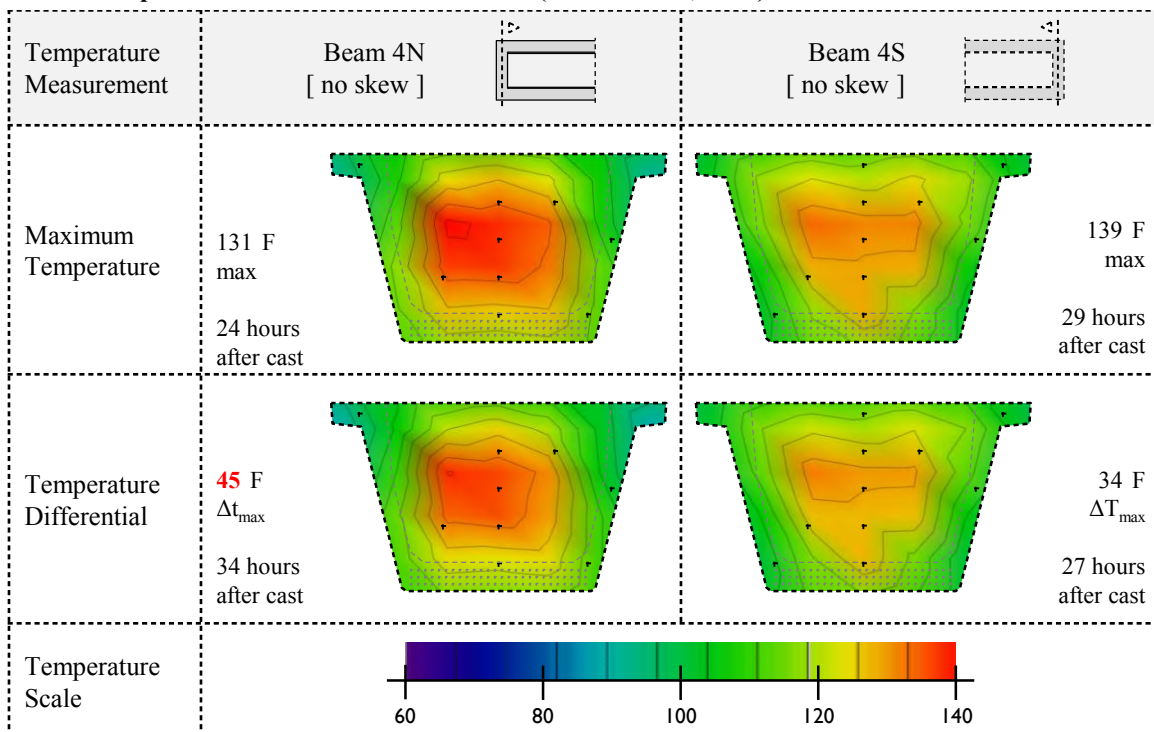 Temperature
Measurement
Beam 4N
[ no skew ]
Beam 4S
[ no skew ]
Maximum
Temperature
131 F
max
24 hours
after cast
139 F
max
29 hours
after cast
Temperature
Differential
45 F
Δtmax
34 hours
after cast
34 F
ΔTmax
27 hours
after cast
Temperature
Scale
60 80 100 120 140